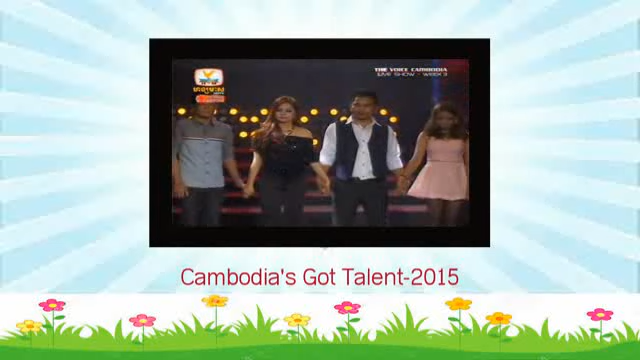 THE VOICE CAMBODIA
LIVE SHOW - WEEK 3
Cambodia's Got Talent-2015